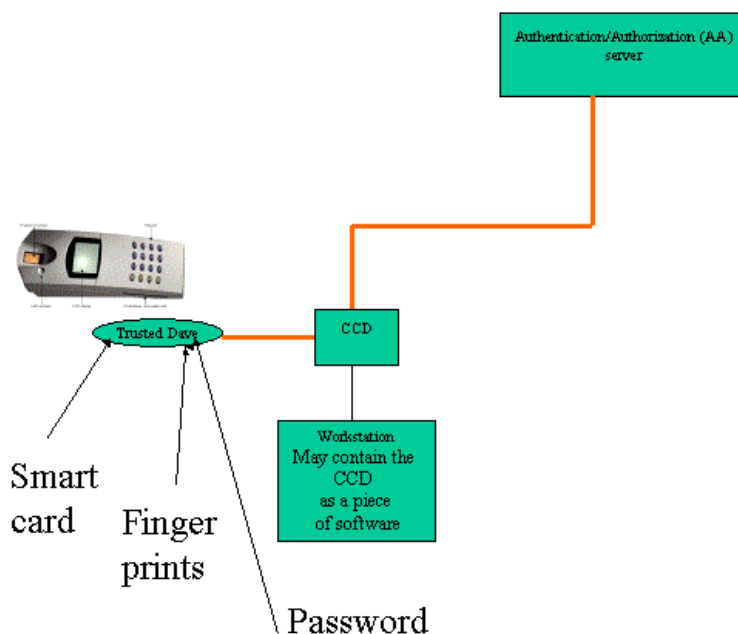 Authentication/Authorization (AA)
server
Trusted Dave
CCD
Workstation
May contain the
CCD
as a piece
of software
Smart
card
Finger
prints
Password